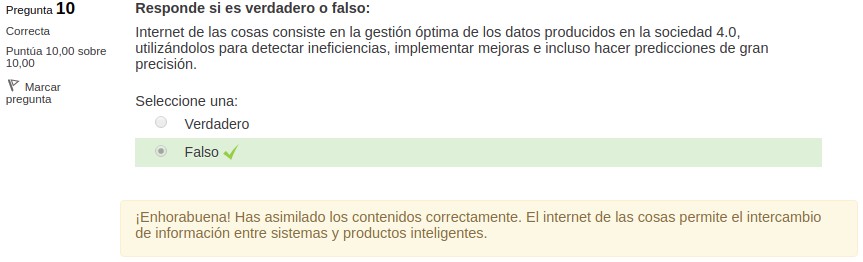 Pregunta 10
Correcta
Puntúa 10,00 sobre
10,00
Marcar
pregunta
Responde si es verdadero o falso:
Internet de las cosas consiste en la gestión óptima de los datos producidos en la sociedad 4.0,
utilizándolos para detectar ineficiencias, implementar mejoras e incluso hacer predicciones de gran
precisión.
Seleccione una:
Verdadero
Falso
¡Enhorabuena! Has asimilado los contenidos correctamente. El internet de las cosas permite el intercambio
de información entre sistemas y productos inteligentes.